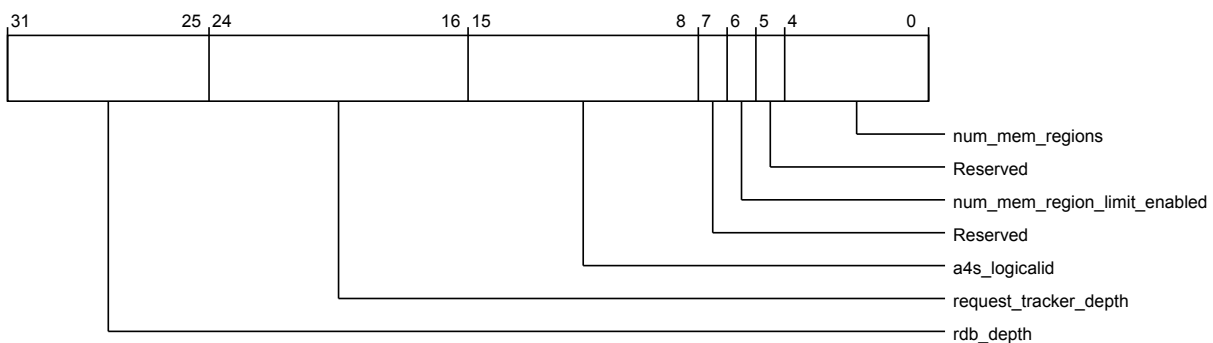 31 25 24 16 15 8 7 6 5 4 0
num_mem_regions
Reserved
num_mem_region_limit_enabled
Reserved
a4s_logicalid
request_tracker_depth
rdb_depth